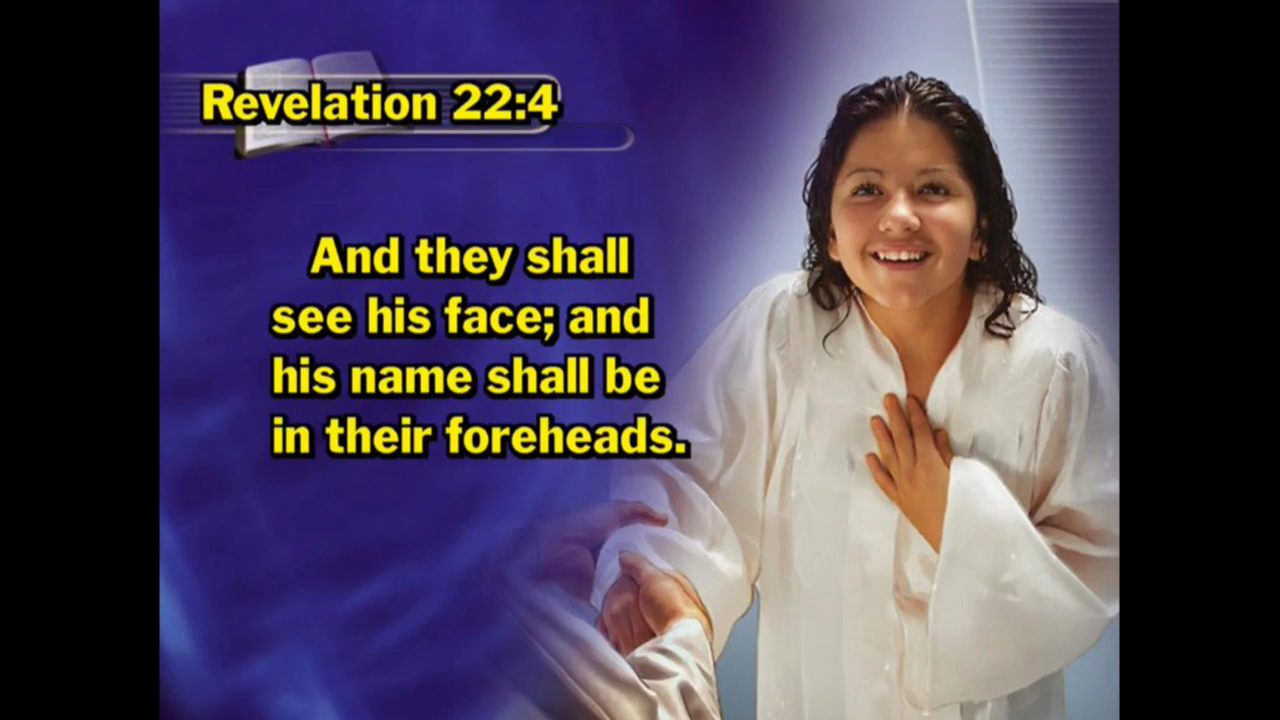 Revelation 22:4
And they shall
see his face; and
his name shall be
in their foreheads.